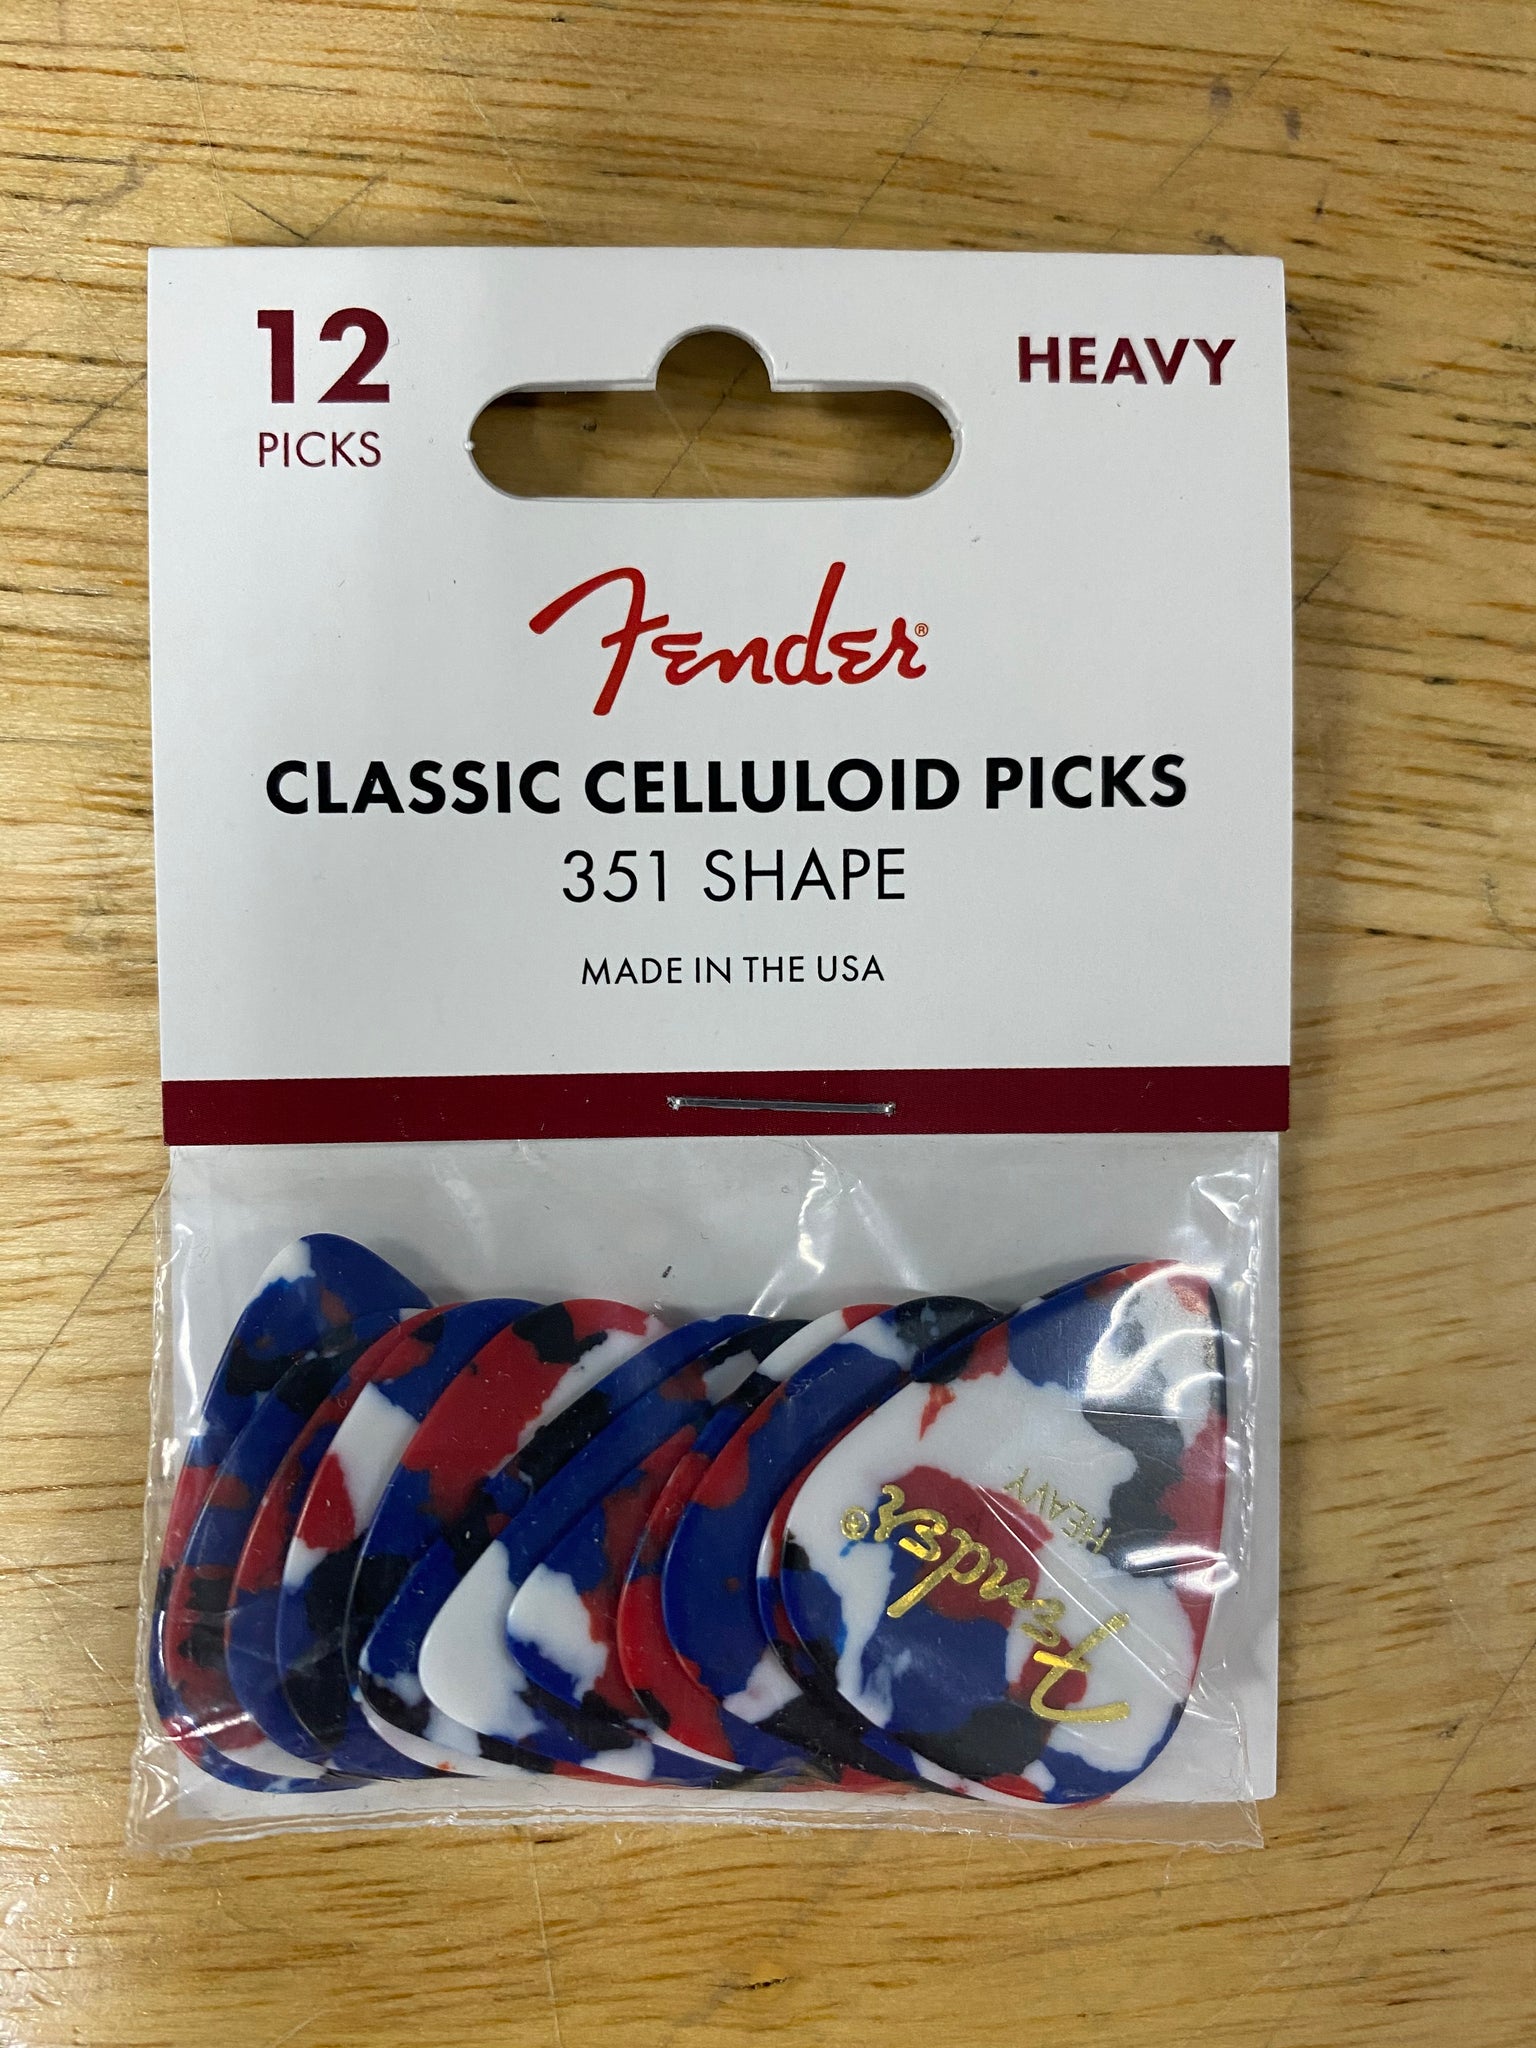 12
PICKS
HEAVY
Fender®
CLASSIC CELLULOID PICKS
351 SHAPE
MADE IN THE USA
Fender®
HEAVY